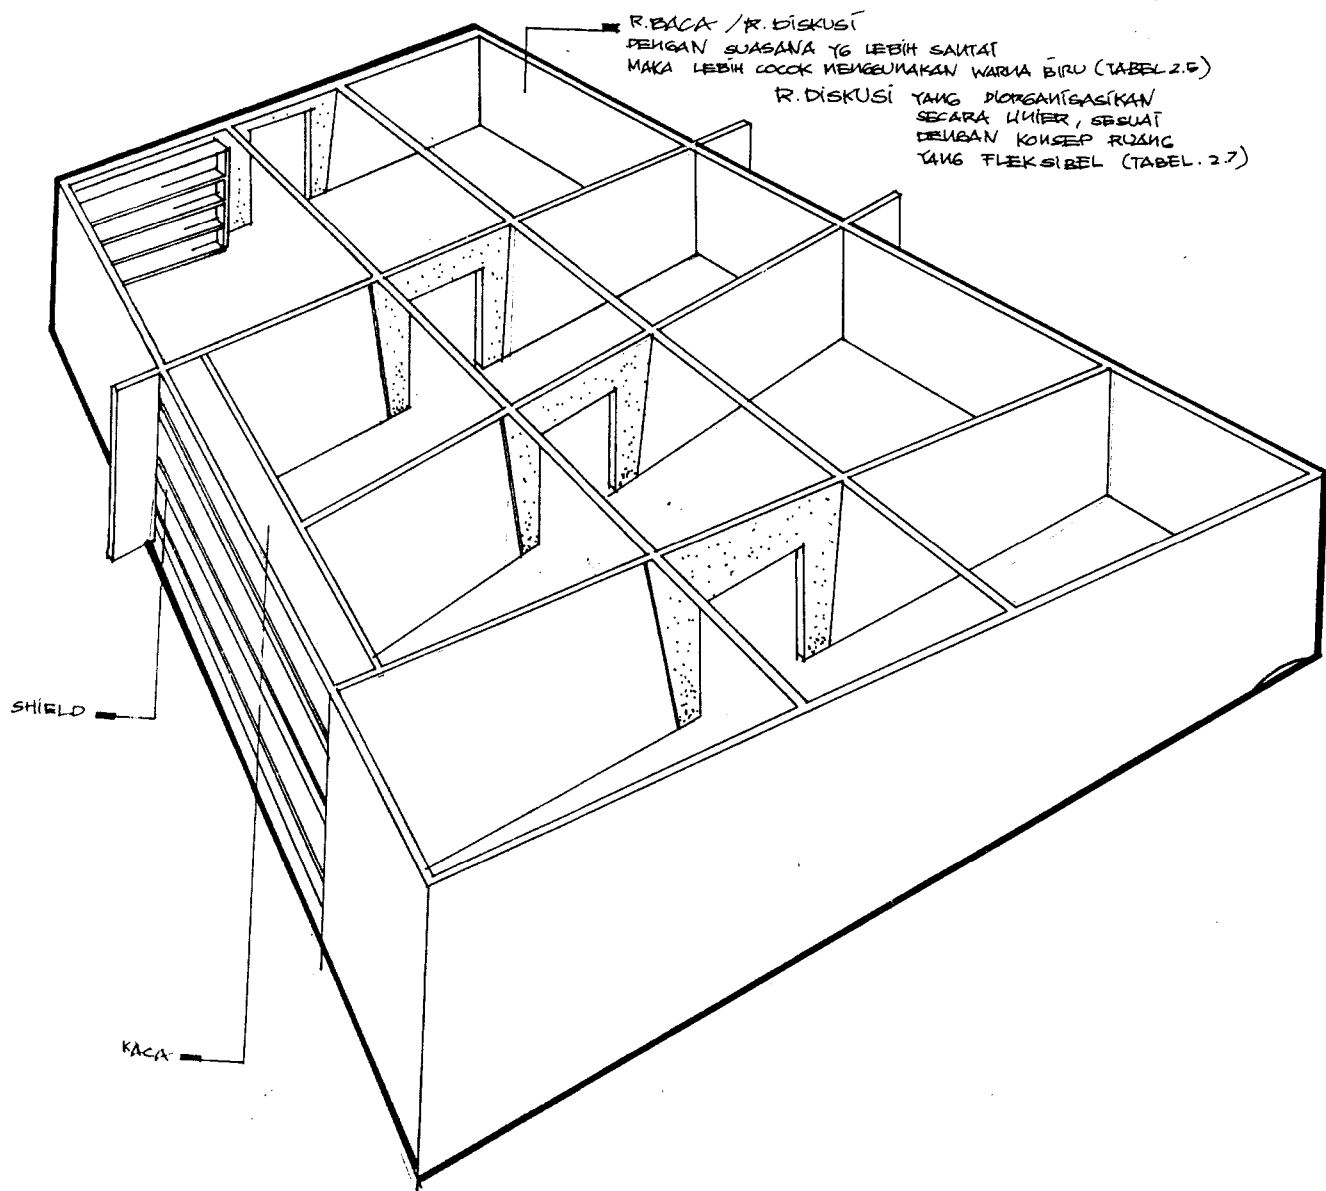 R.BACA / R. DISKUSI
DENGAN SUASANA YG LEBIH SANTAI
MAKA LEBIH COCOK MENGGUNAKAN WARNA BIRU (TABEL 2.5)
R. DISKUSI YANG DIORGANISASIKAN
SECARA LINIER, SESUAI
DENGAN KONSEP RUANG
YANG FLEKSIBEL (TABEL. 2.7)
SHIELD
KACA